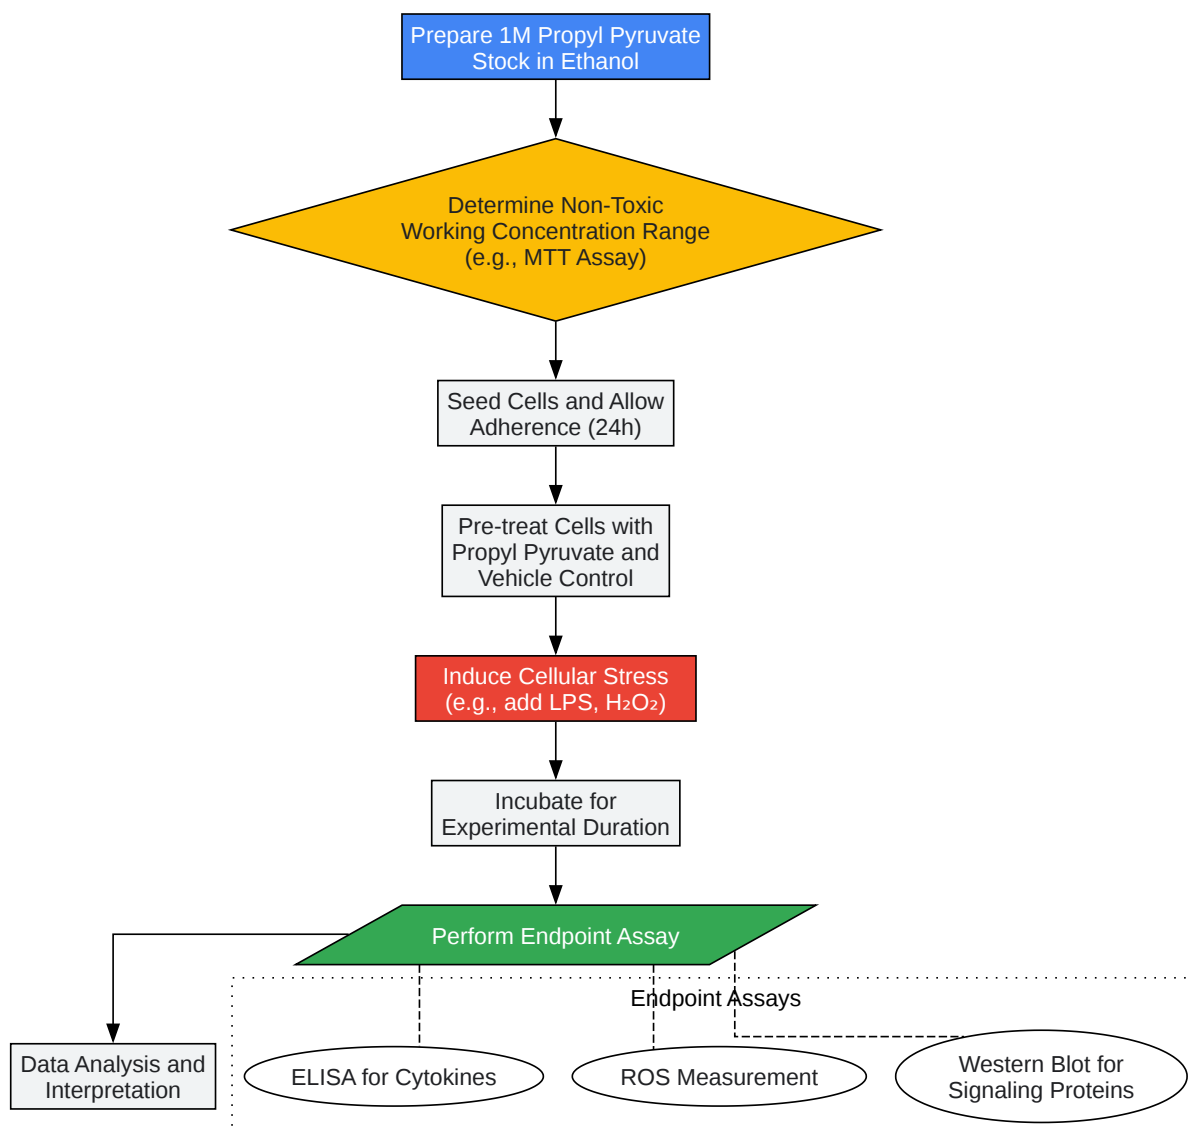 Prepare 1M Propyl Pyruvate
Stock in Ethanol
Determine Non-Toxic
Working Concentration Range
(e.g., MTT Assay)
Seed Cells and Allow
Adherence (24h)
Pre-treat Cells with
Propyl Pyruvate and
Vehicle Control
Induce Cellular Stress
(e.g., add LPS, H₂O₂)
Incubate for
Experimental Duration
Perform Endpoint Assay
Endpoint Assays
Data Analysis and
Interpretation
ELISA for Cytokines
ROS Measurement
Western Blot for
Signaling Proteins